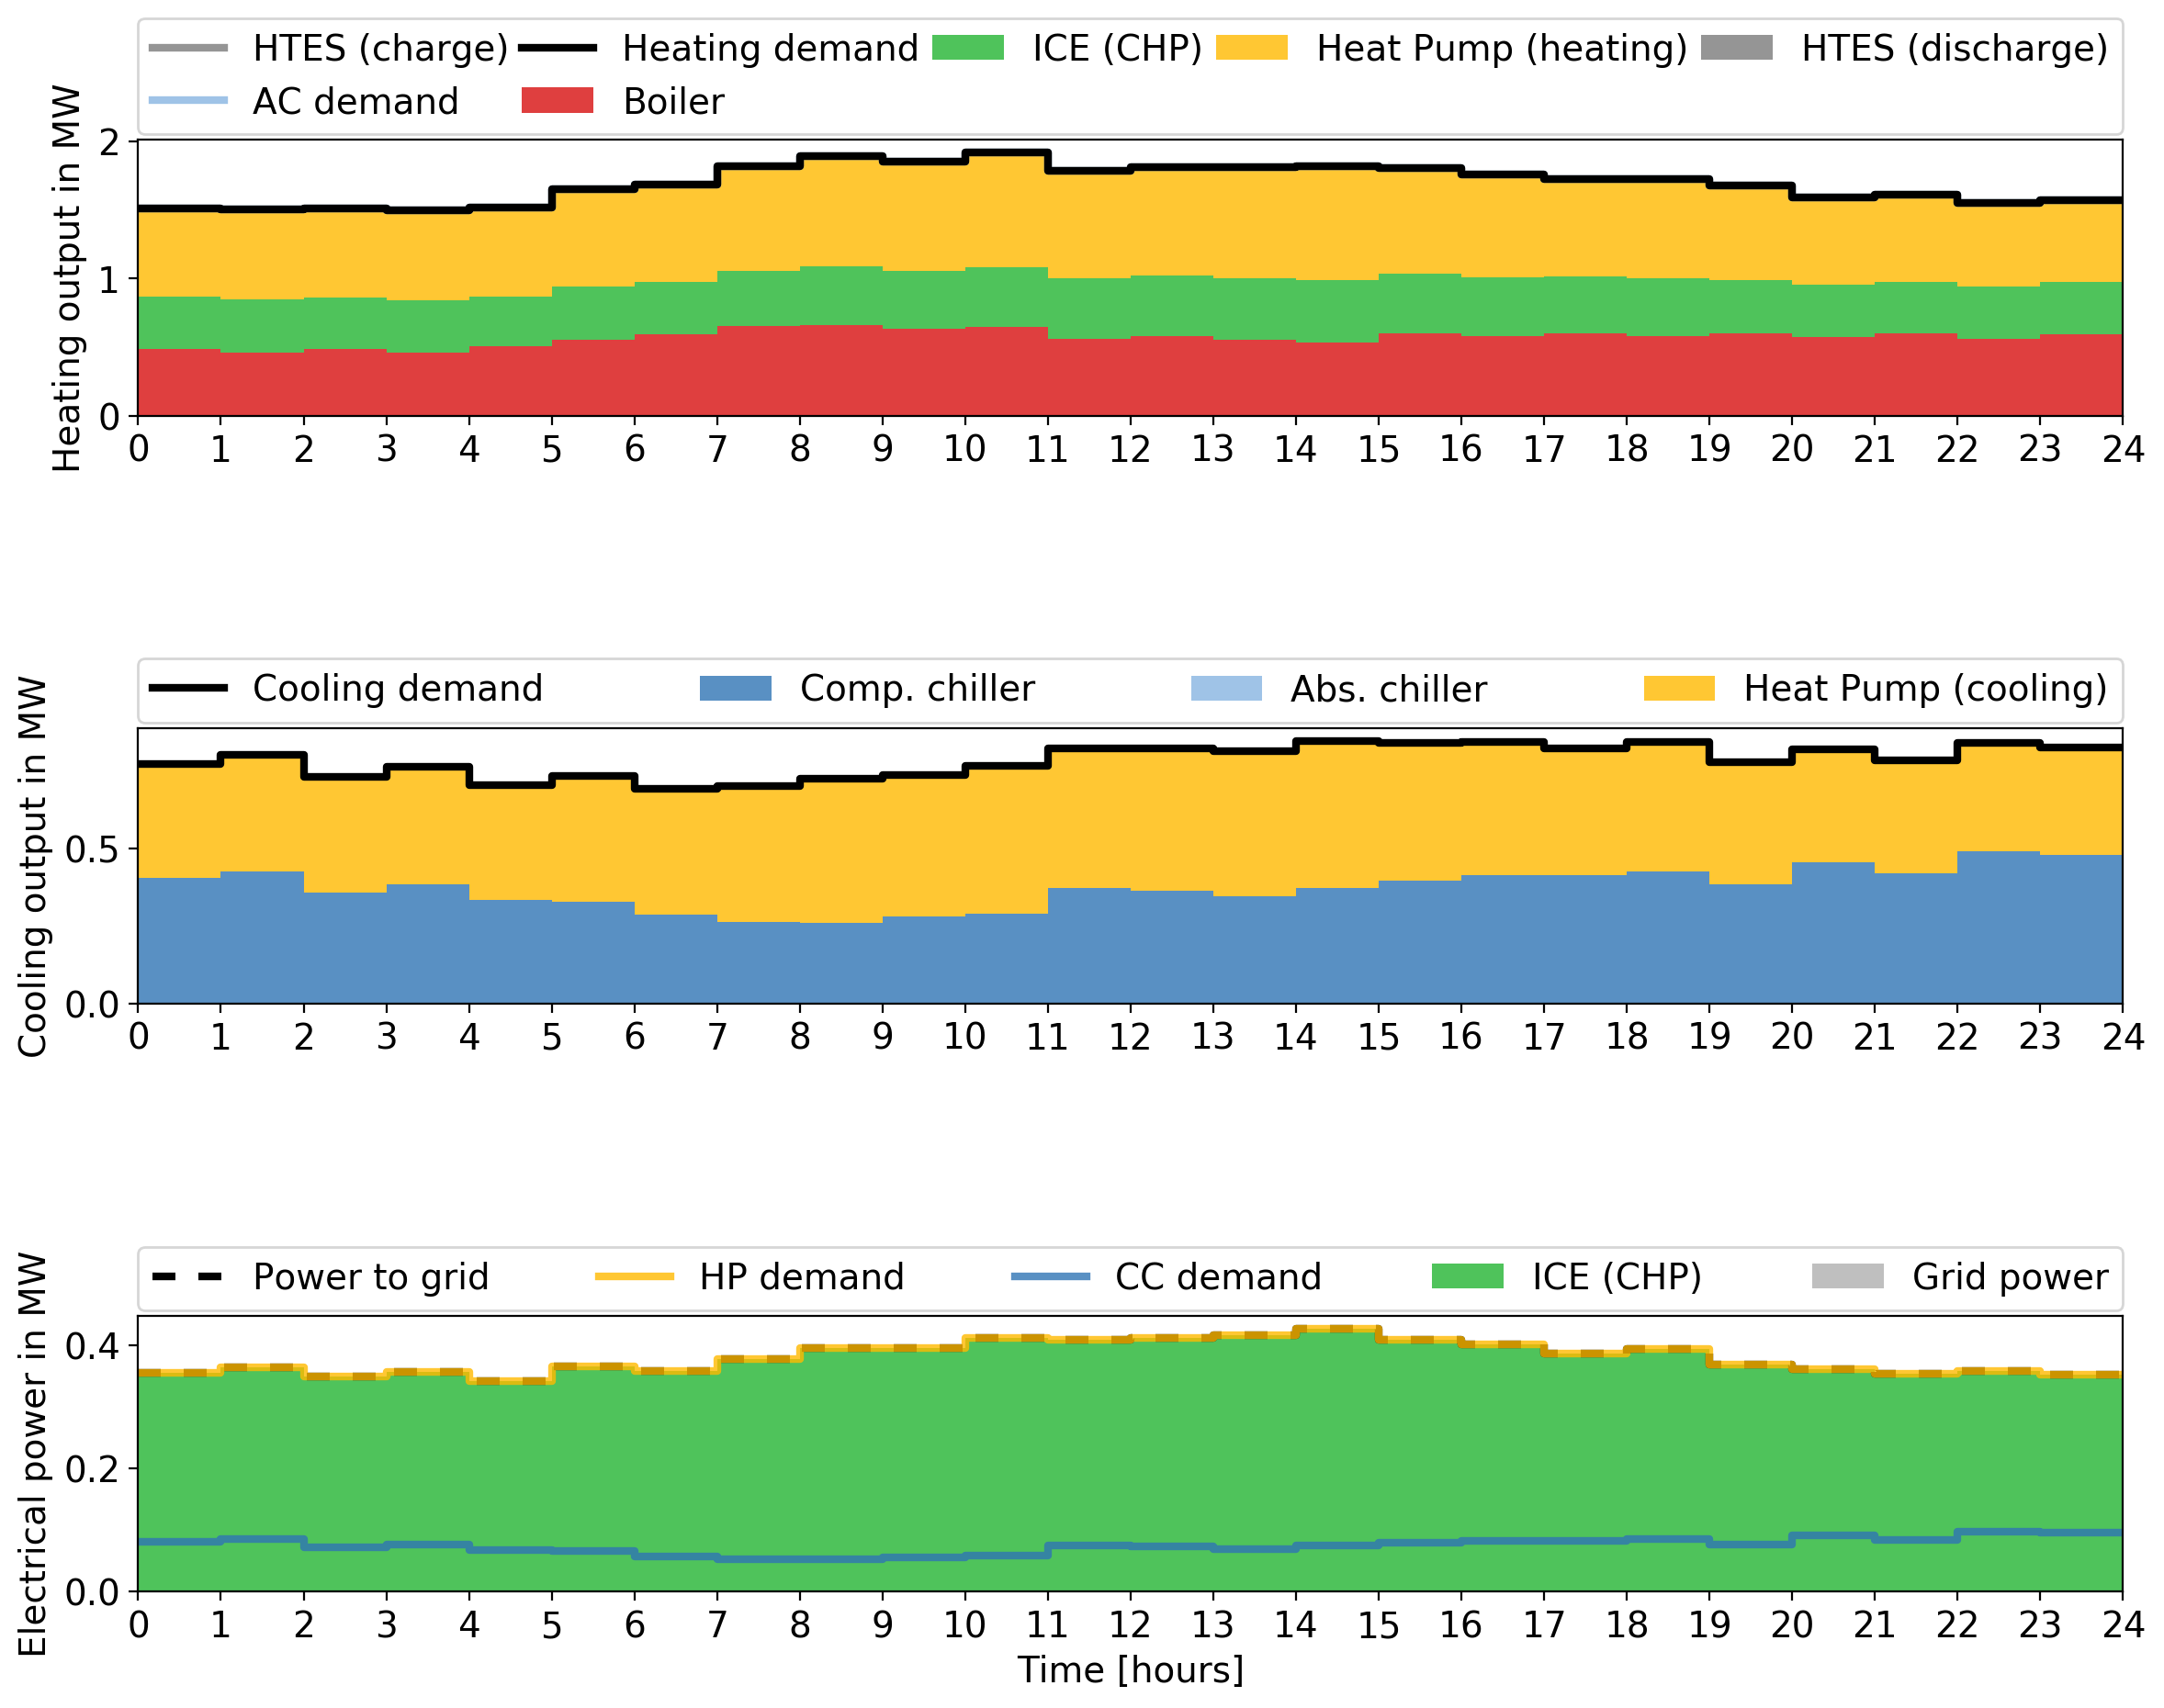 HTES (charge) Heating demand ICE (CHP) Heat Pump (heating) HTES (discharge)
AC demand Boiler
Heating output in MW
2
1
0
0 1 2 3 4 5 6 7 8 9 10 11 12 13 14 15 16 17 18 19 20 21 22 23 24
Cooling demand Comp. chiller Abs. chiller Heat Pump (cooling)
Cooling output in MW
0.5
0.0
0 1 2 3 4 5 6 7 8 9 10 11 12 13 14 15 16 17 18 19 20 21 22 23 24
Power to grid HP demand CC demand ICE (CHP) Grid power
Electrical power in MW
0.4
0.2
0.0
0 1 2 3 4 5 6 7 8 9 10 11 12 13 14 15 16 17 18 19 20 21 22 23 24
Time [hours]